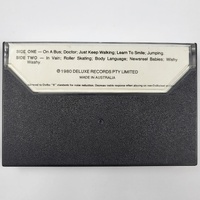 SIDE ONE — On A Bus; Doctor; Just Keep Walking; Learn To Smile; Jumping.
SIDE TWO — In Vain; Roller Skating; Body Language; Newsreel Babies; Wishy
Washy
℗ 1980 DELUXE RECORDS PTY LIMITED
MADE IN AUSTRALIA